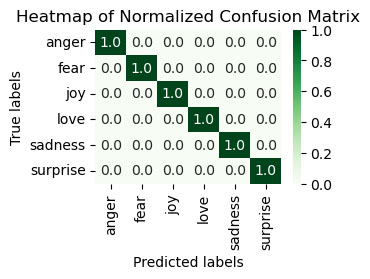 Heatmap of Normalized Confusion Matrix
True labels
anger 1.0 0.0 0.0 0.0 0.0 0.0
fear 0.0 1.0 0.0 0.0 0.0 0.0
joy 0.0 0.0 1.0 0.0 0.0 0.0
love 0.0 0.0 0.0 1.0 0.0 0.0
sadness 0.0 0.0 0.0 0.0 1.0 0.0
surprise 0.0 0.0 0.0 0.0 0.0 1.0
anger fear joy love sadness surprise
Predicted labels
1.0
0.8
0.6
0.4
0.2
0.0